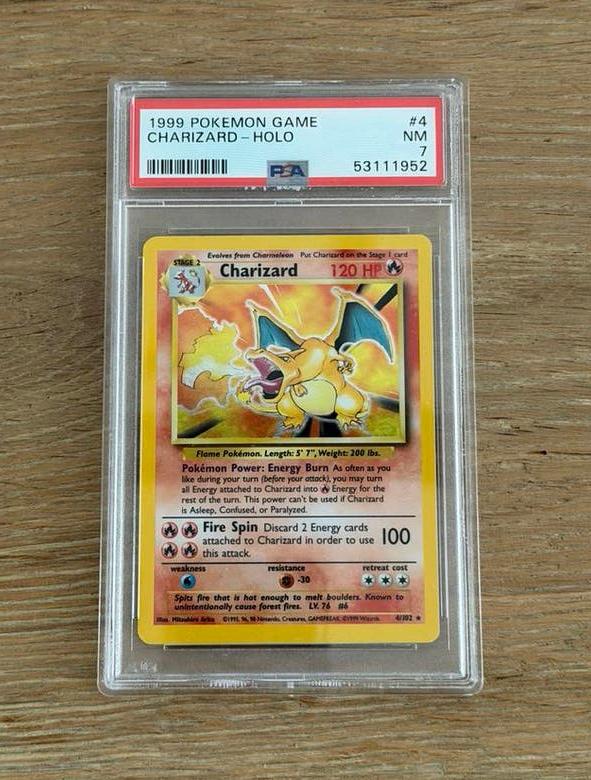 1999 POKEMON GAME #4
CHARIZARD - HOLO NM
7
PSA 53111952
Evolves from Charmeleon Put Charizard on the Stage 1 card
STAGE 2
Charizard 120 HP
Flame Pokémon. Length: 5' 7", Weight: 200 lbs.
Pokémon Power: Energy Burn As often as you
like during your turn (before your attack), you may turn
all Energy attached to Charizard into Energy for the
rest of the turn. This power can't be used if Charizard
is Asleep, Confused, or Paralyzed.
Fire Spin Discard 2 Energy cards
attached to Charizard in order to use 100
this attack.
weakness resistance retreat cost
-30
Spits fire that is hot enough to melt boulders. Known to
unintentionally cause forest fires. LV. 76 #6
Illus. Mitsuhiro Arita ©1995, 96, 98 Nintendo, Creatures, GAMEFREAK. ©1999 Wizards. 4/102 ★